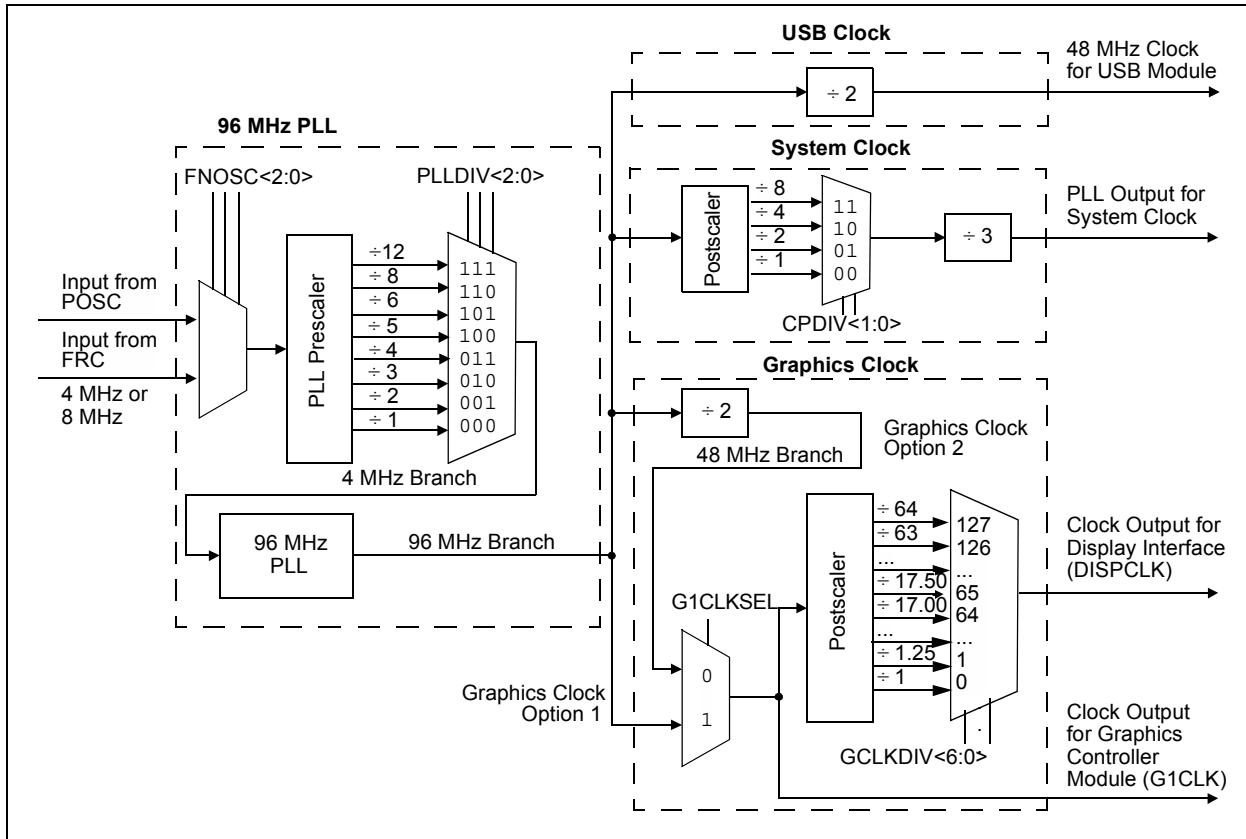 USB Clock
48 MHz Clock
for USB Module
÷ 2
96 MHz PLL
FNOSC<2:0>
PLLDIV<2:0>
Input from
POSC
Input from
FRC
4 MHz or
8 MHz
PLL Prescaler
÷12
÷ 8
÷ 6
÷ 5
÷ 4
÷ 3
÷ 2
÷ 1
111
110
101
100
011
010
001
000
4 MHz Branch
96 MHz
PLL
96 MHz Branch
System Clock
Postscaler
÷ 8
÷ 4
÷ 2
÷ 1
11
10
01
00
CPDIV<1:0>
÷ 3
PLL Output for
System Clock
Graphics Clock
÷ 2
48 MHz Branch
Graphics Clock
Option 2
G1CLKSEL
0
1
Graphics Clock
Option 1
Postscaler
÷ 64
÷ 63
...
÷ 17.50
÷ 17.00
...
÷ 1.25
÷ 1
127
126
...
65
64
...
1
0
GCLKDIV<6:0>
Clock Output for
Display Interface
(DISPCLK)
Clock Output
for Graphics
Controller
Module (G1CLK)